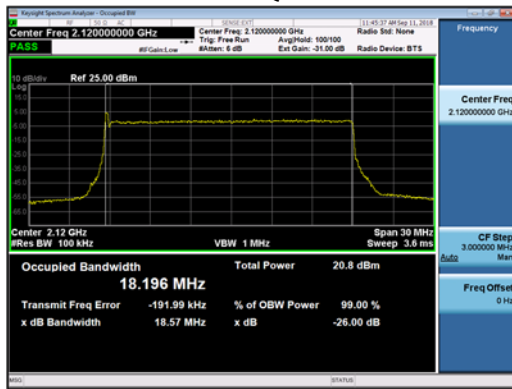 Keysight Spectrum Analyzer - Occupied BW
RF 50 Ω AC SENSE:EXT 11:45:37 AM Sep 11, 2018
Center Freq 2.120000000 GHz Center Freq: 2.120000000 GHz Radio Std: None
Trig: Free Run Avg|Hold: 100/100
PASS #IFGain:Low #Atten: 6 dB Ext Gain: -31.00 dB Radio Device: BTS
10 dB/div Ref 25.00 dBm
Log
15.0
5.00
-5.00
-15.0
-25.0
-35.0
-45.0
-55.0
-65.0
Center 2.12 GHz Span 30 MHz
#Res BW 100 kHz VBW 1 MHz Sweep 3.6 ms
Occupied Bandwidth Total Power 20.8 dBm
18.196 MHz
Transmit Freq Error -191.99 kHz % of OBW Power 99.00 %
x dB Bandwidth 18.57 MHz x dB -26.00 dB
MSG STATUS
Frequency
Center Freq
2.120000000 GHz
CF Step
3.000000 MHz
Auto Man
Freq Offset
0 Hz